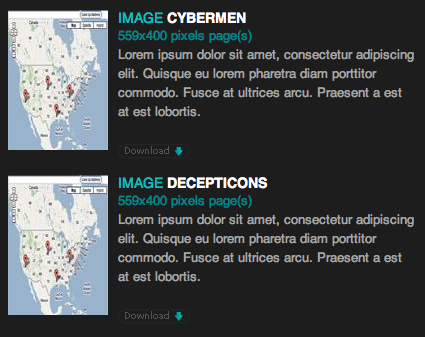 IMAGE CYBERMEN
559x400 pixels page(s)
Lorem ipsum dolor sit amet, consectetur adipiscing
elit. Quisque eu lorem pharetra diam porttitor
commodo. Fusce at ultrices arcu. Praesent a est
at est lobortis.
Download
IMAGE DECEPTICONS
559x400 pixels page(s)
Lorem ipsum dolor sit amet, consectetur adipiscing
elit. Quisque eu lorem pharetra diam porttitor
commodo. Fusce at ultrices arcu. Praesent a est
at est lobortis.
Download